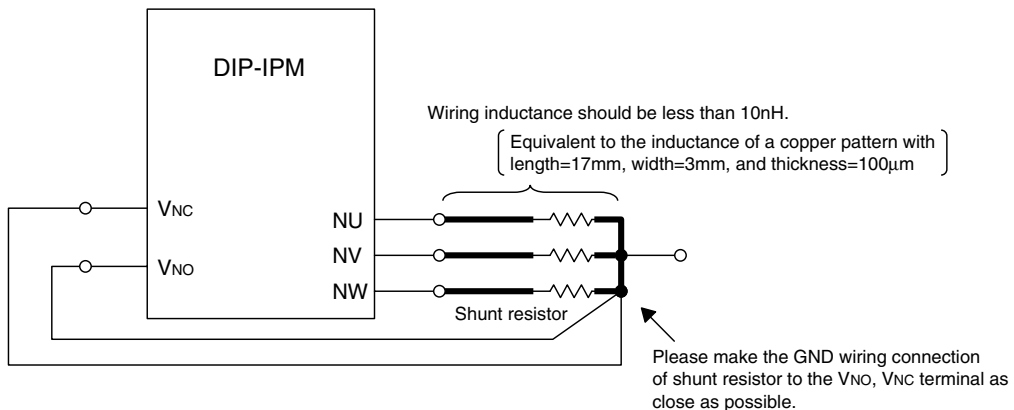 DIP-IPM
Wiring inductance should be less than 10nH.
Equivalent to the inductance of a copper pattern with
length=17mm, width=3mm, and thickness=100μm
VNC
VNO
NU
NV
NW
Shunt resistor
Please make the GND wiring connection
of shunt resistor to the VNO, VNC terminal as
close as possible.